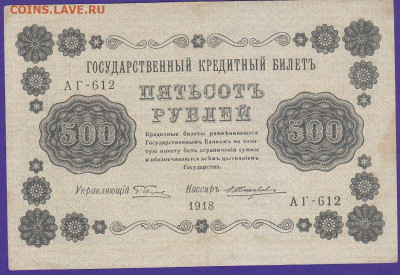 COINS.ЛАVE.RU
ГОСУДАРСТВЕННЫЙ КРЕДИТНЫЙ БИЛЕТЪ
АГ-612
ПЯТЬСОТЪ
РУБЛЕЙ
500
500
Кредитные билеты размѣниваются
Государственнымъ Банкомъ на золо-
тую монету безъ ограниченія суммы
и обезпечиваются всѣмъ достояніемъ
Государства.
Управляющій
Кассиръ
1918
АГ-612